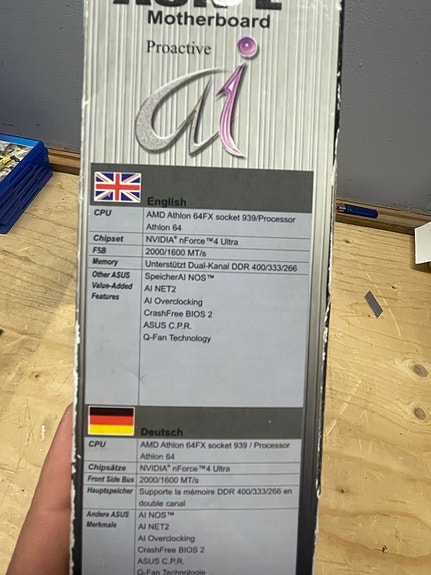 Motherboard
Proactive
ai
English
CPU AMD Athlon 64FX socket 939/Processor
Athlon 64
Chipset NVIDIA® nForce™4 Ultra
FSB 2000/1600 MT/s
Memory Unterstützt Dual-Kanal DDR 400/333/266
Other ASUS SpeicherAI NOS™
Value-Added AI NET2
Features AI Overclocking
CrashFree BIOS 2
ASUS C.P.R.
Q-Fan Technology
Deutsch
CPU AMD Athlon 64FX socket 939 / Processor
Athlon 64
Chipsätze NVIDIA® nForce™4 Ultra
Front Side Bus 2000/1600 MT/s
Hauptspeicher Supporte la mémoire DDR 400/333/266 en
double canal
Andere ASUS AI NOS™
Merkmale AI NET2
AI Overclocking
CrashFree BIOS 2
ASUS C.P.R.
Q-Fan Technologie